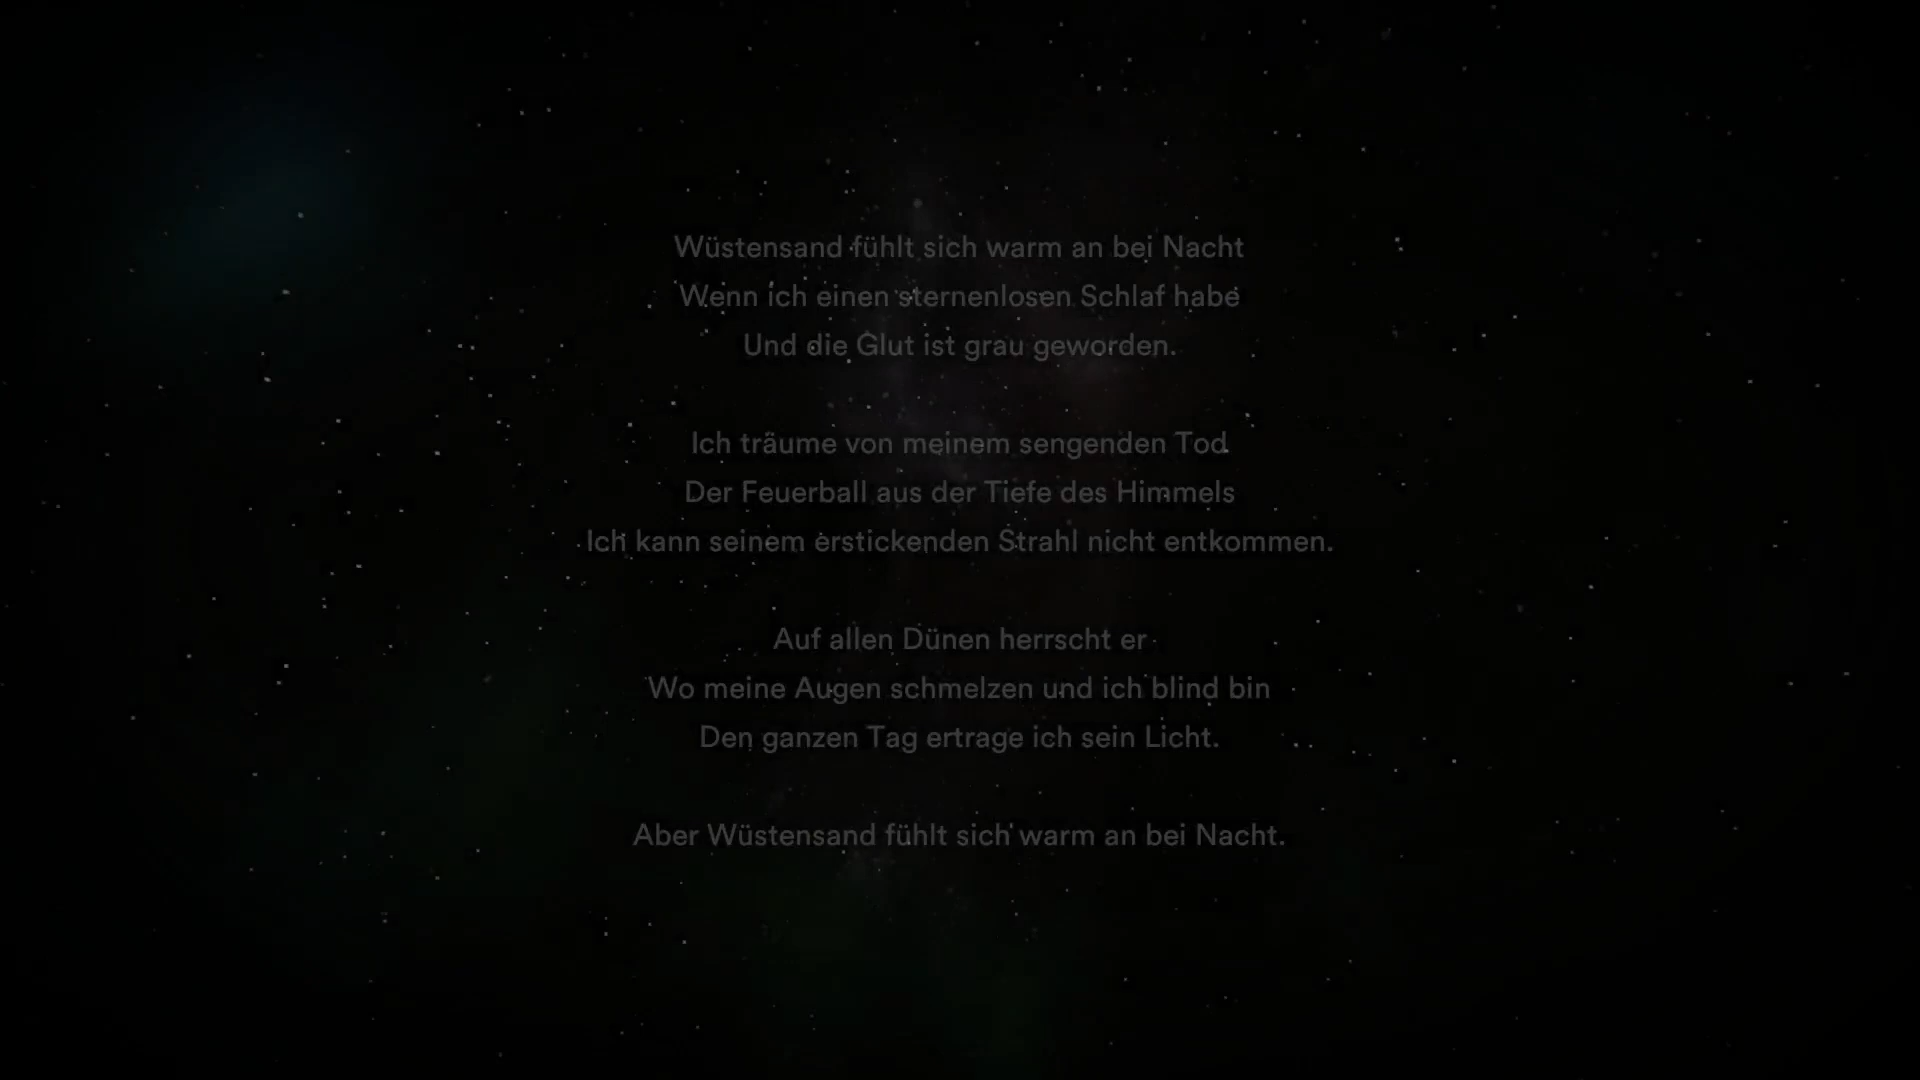 Wüstensand fühlt sich warm an bei Nacht
Wenn ich einen sternenlosen Schlaf habe
Und die Glut ist grau geworden.
Ich träume von meinem sengenden Tod
Der Feuerball aus der Tiefe des Himmels
Ich kann seinem erstickenden Strahl nicht entkommen.
Auf allen Dünen herrscht er
Wo meine Augen schmelzen und ich blind bin
Den ganzen Tag ertrage ich sein Licht.
Aber Wüstensand fühlt sich warm an bei Nacht.